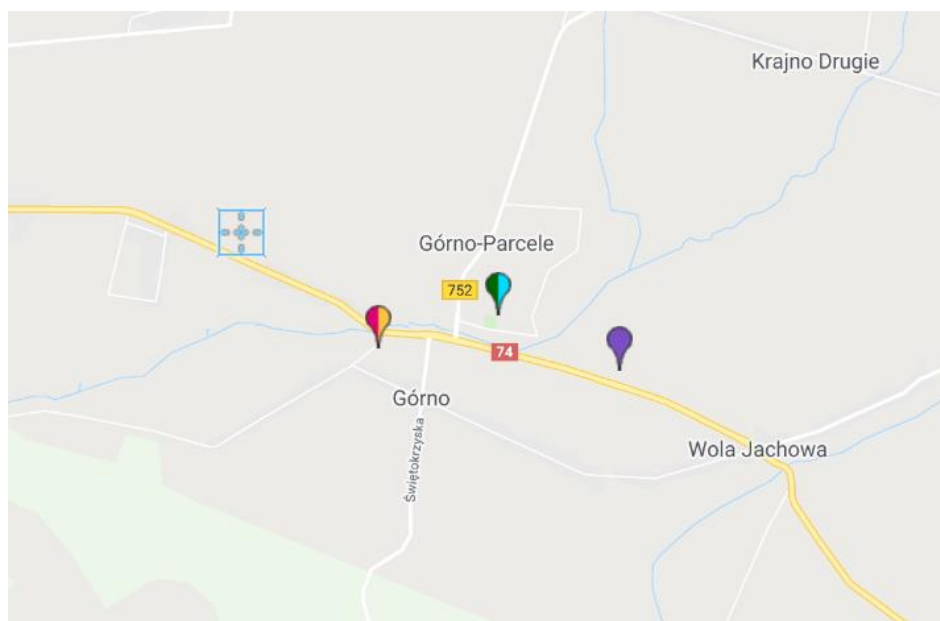 Krajno Drugie
Górno-Parcele
752
74
Górno
Świętokrzyska
Wola Jachowa